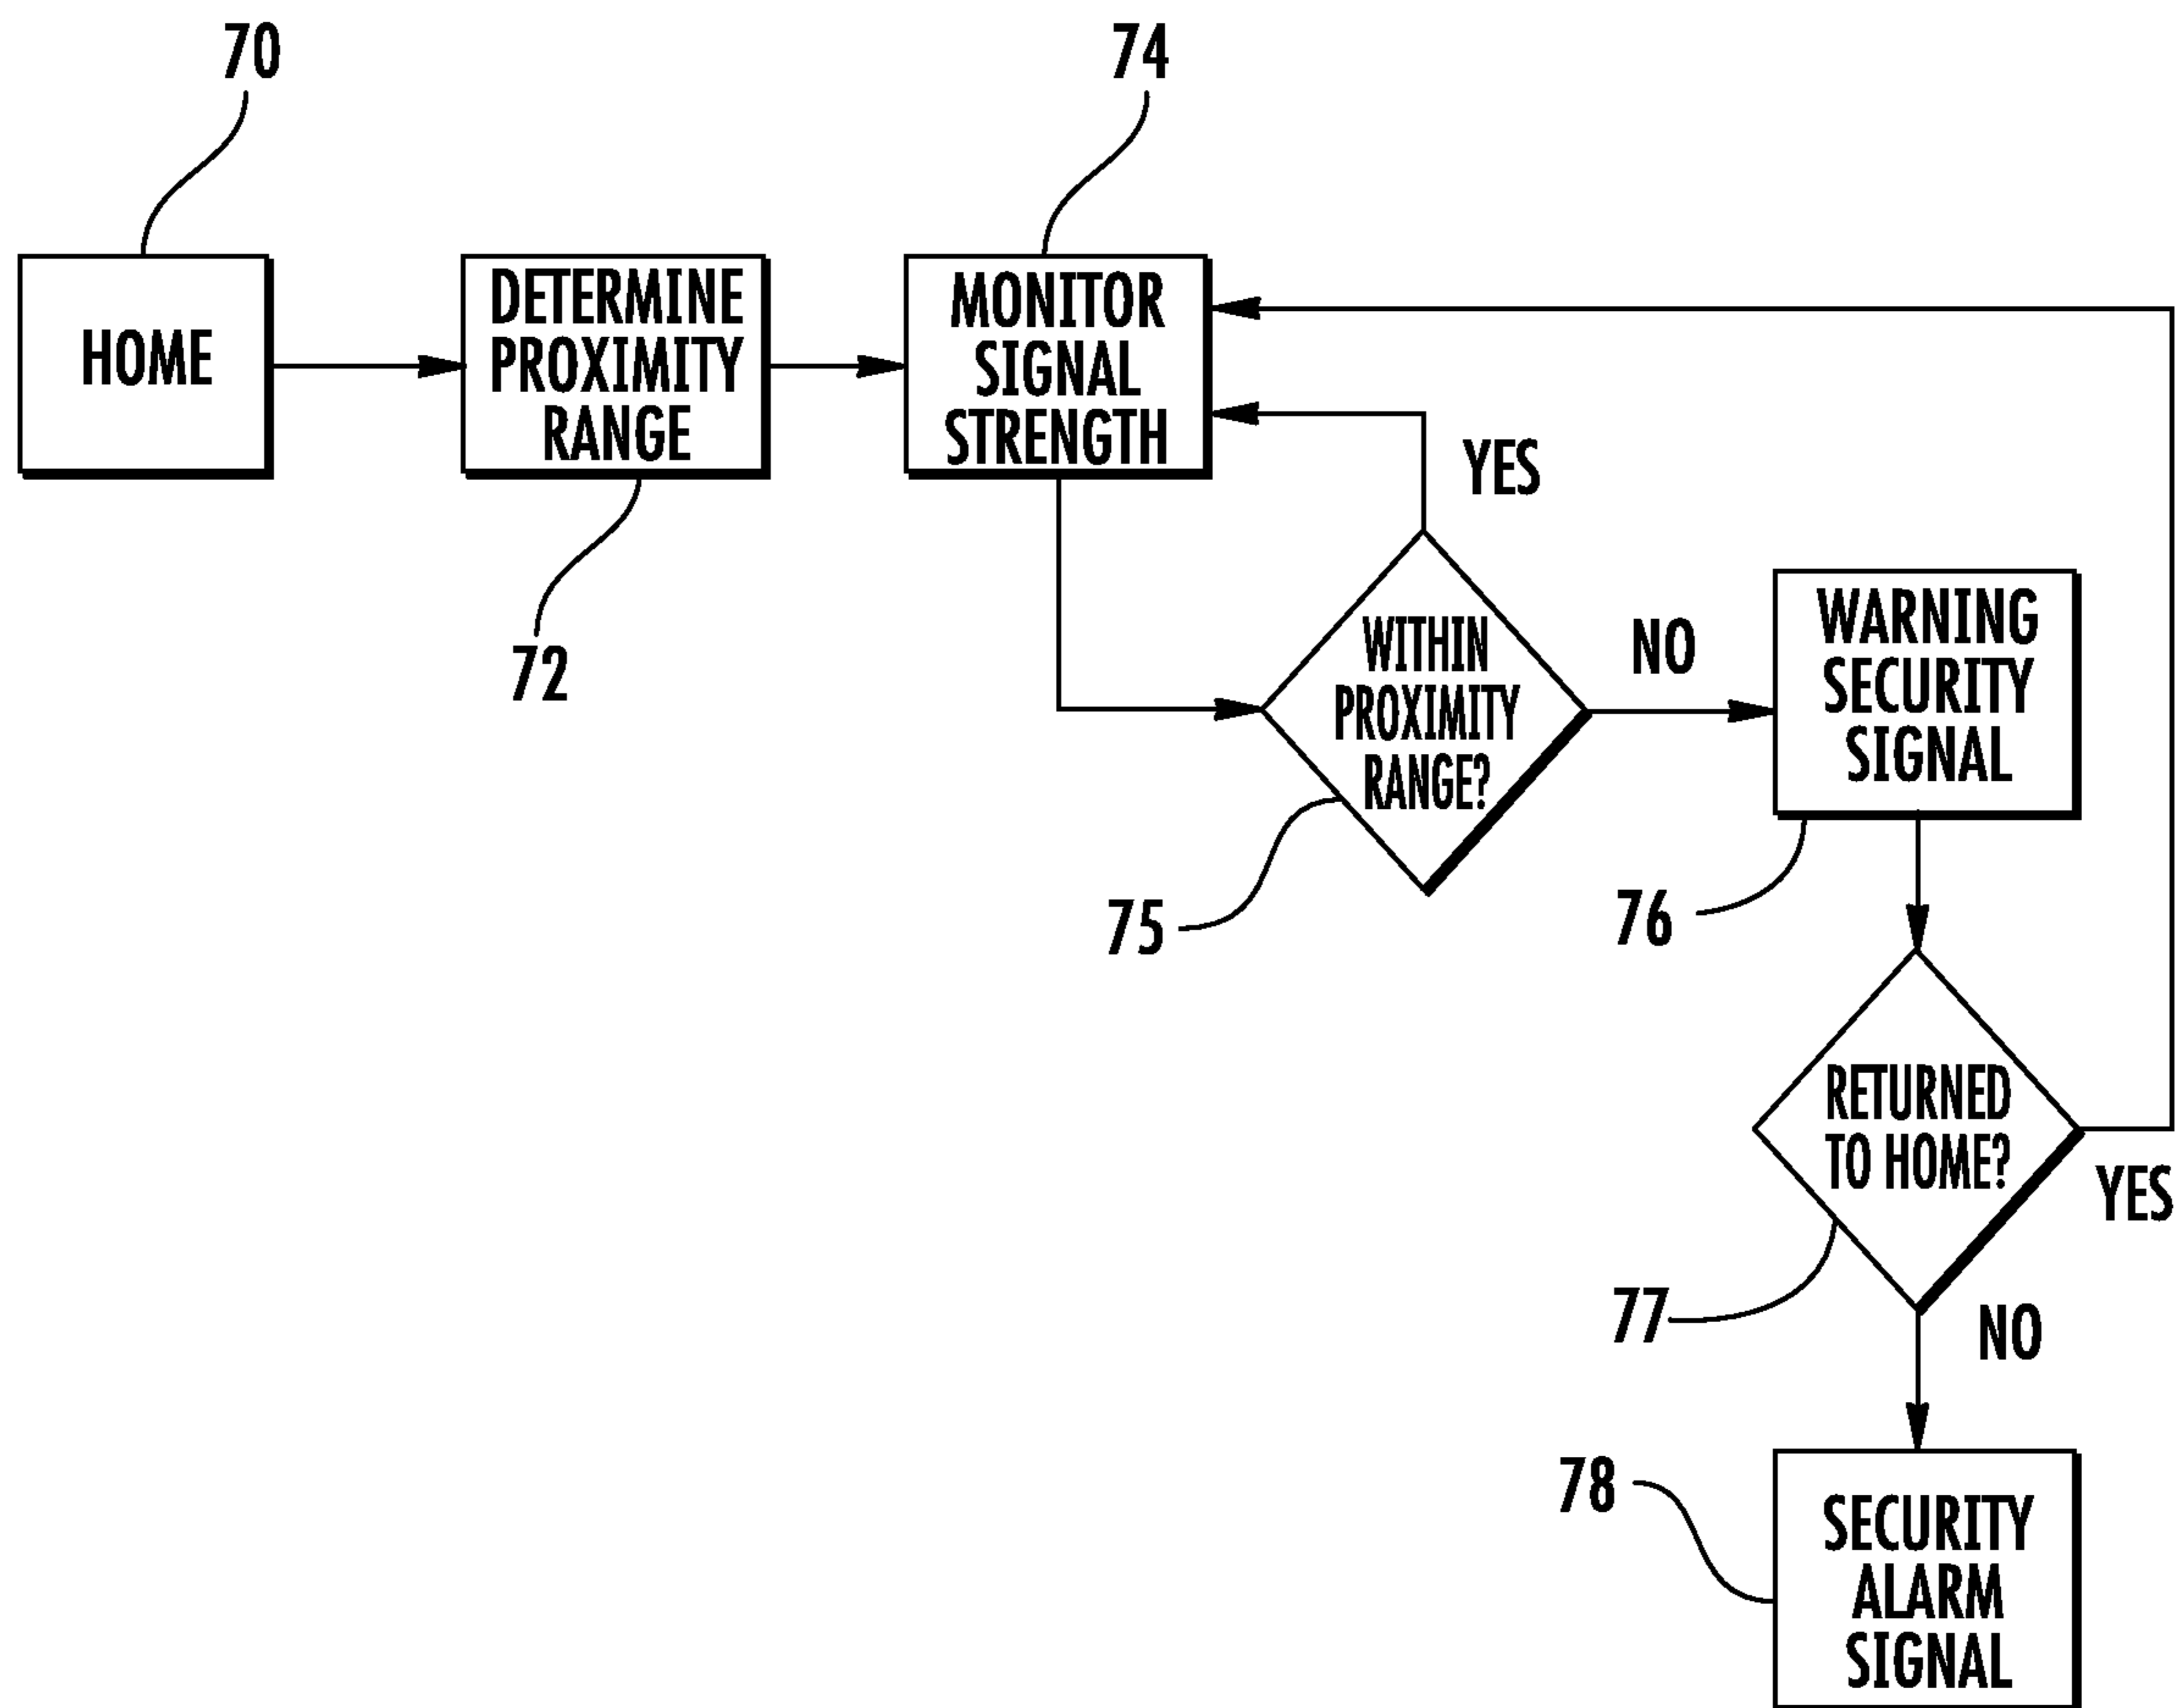 70
74
HOME
DETERMINE
PROXIMITY
RANGE
MONITOR
SIGNAL
STRENGTH
72
YES
WITHIN
PROXIMITY
RANGE?
NO
WARNING
SECURITY
SIGNAL
75
76
RETURNED
TO HOME?
YES
77
NO
78
SECURITY
ALARM
SIGNAL